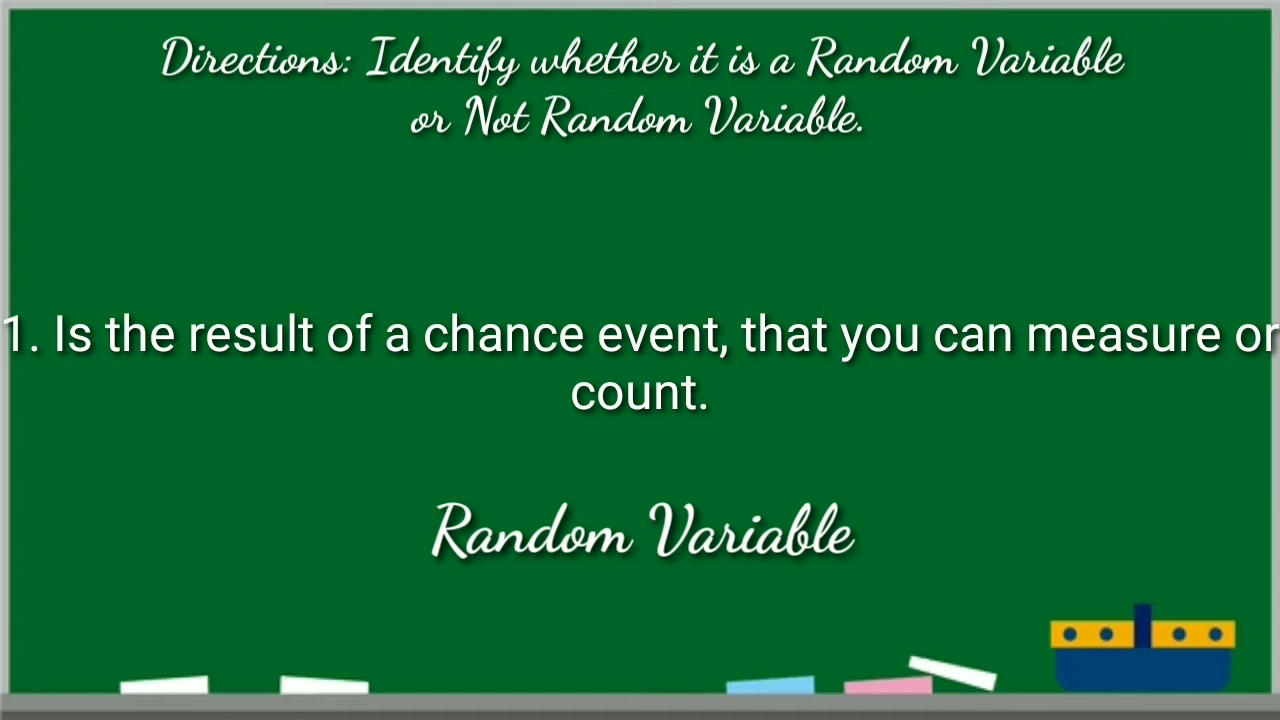 Directions: Identify whether it is a Random Variable
or Not Random Variable.
1. Is the result of a chance event, that you can measure or
count.
Random Variable